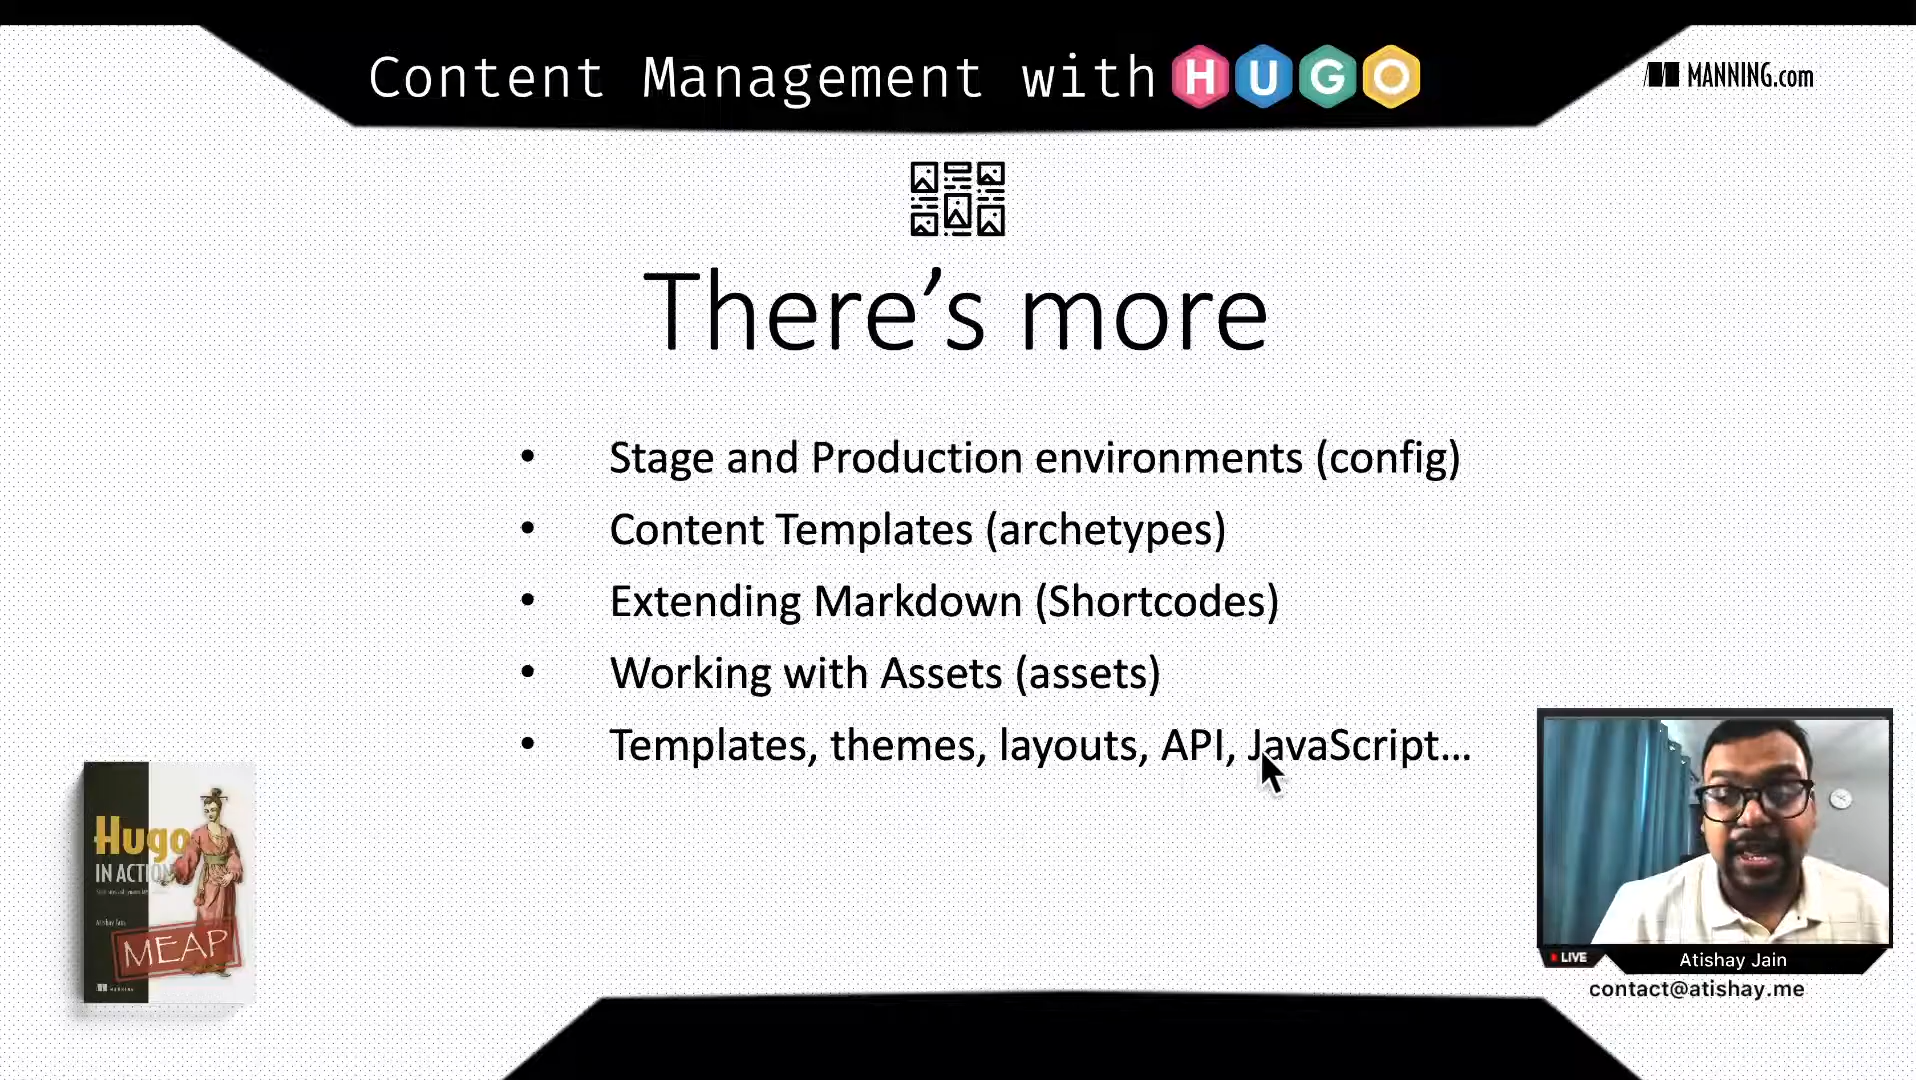 Content Management with HUGO
MANNING.com
There's more
• Stage and Production environments (config)
• Content Templates (archetypes)
• Extending Markdown (Shortcodes)
• Working with Assets (assets)
• Templates, themes, layouts, API, JavaScript...
Hugo
IN ACTION
MEAP
MANNING
LIVE
Atishay Jain
contact@atishay.me